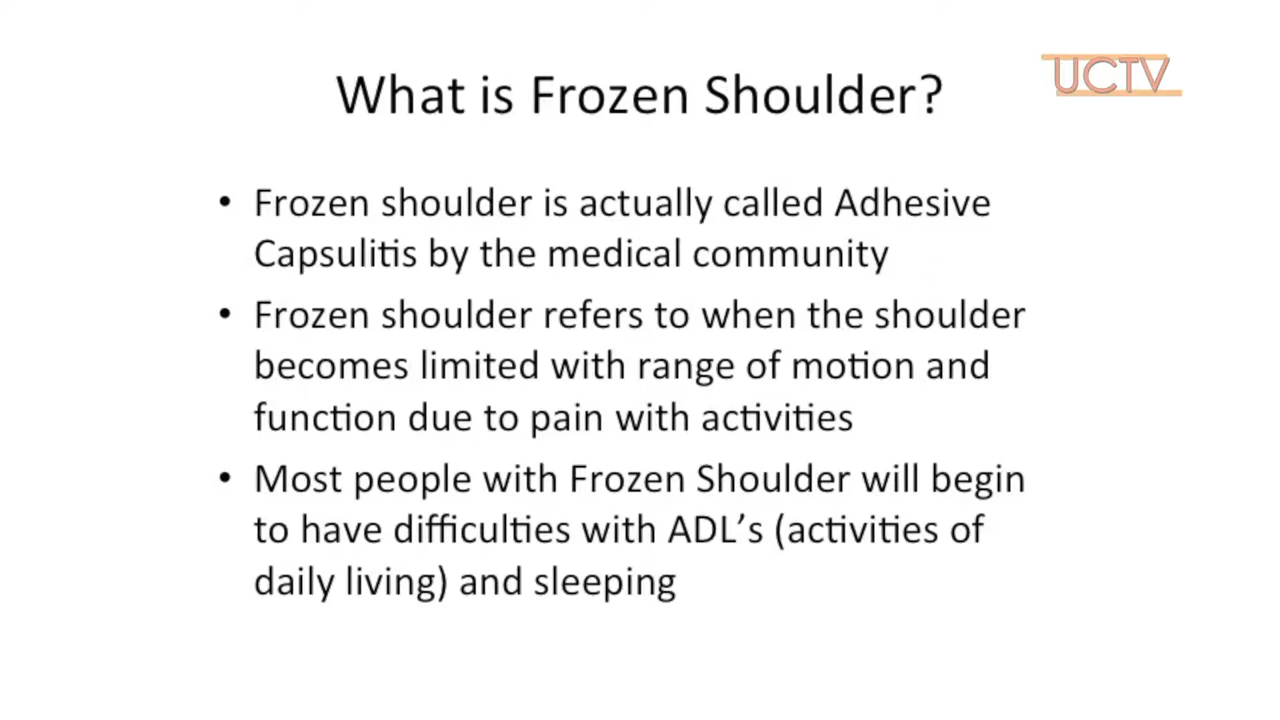 What is Frozen Shoulder?
UCTV
• Frozen shoulder is actually called Adhesive
Capsulitis by the medical community
• Frozen shoulder refers to when the shoulder
becomes limited with range of motion and
function due to pain with activities
• Most people with Frozen Shoulder will begin
to have difficulties with ADL’s (activities of
daily living) and sleeping